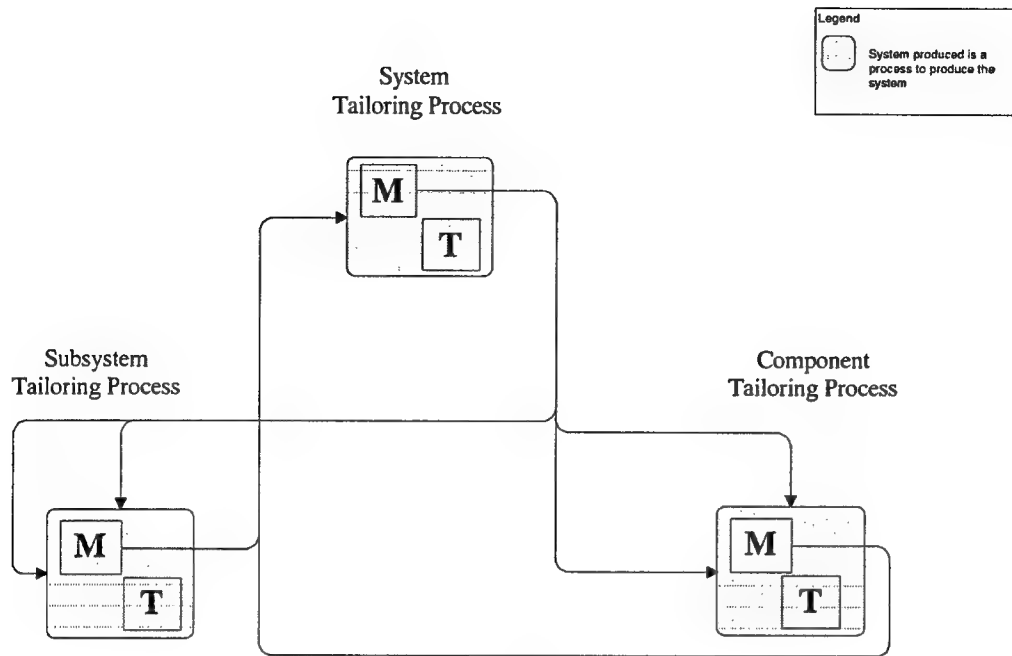 Legend
System produced is a
process to produce the
system
System
Tailoring Process
M
T
Subsystem
Tailoring Process
M
T
Component
Tailoring Process
M
T